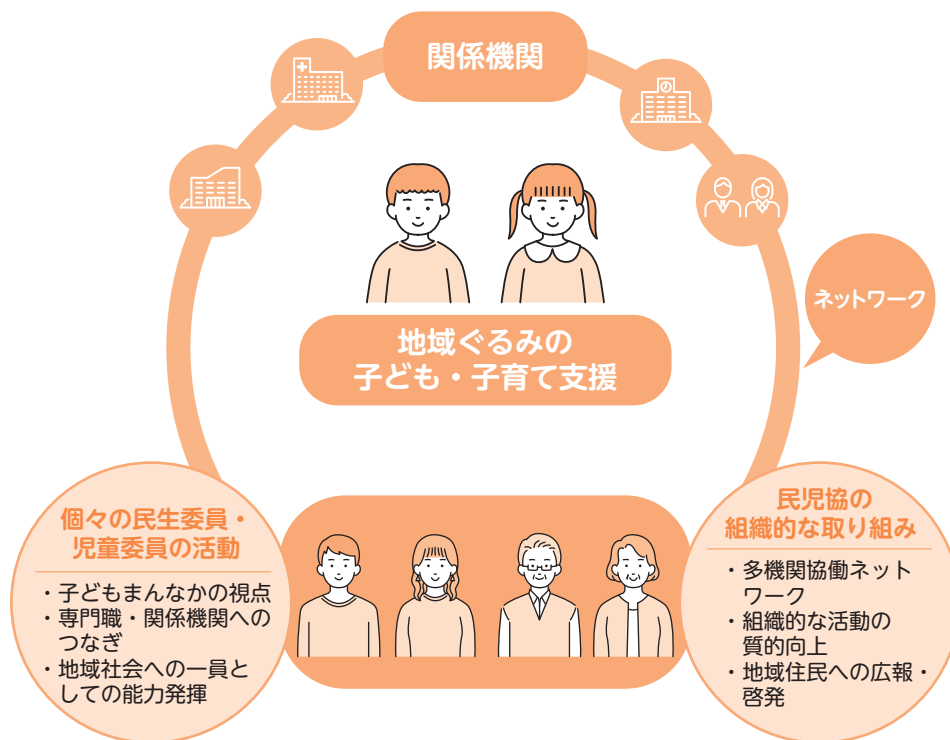 関係機関
の
ネットワーク
地域ぐるみの
子ども・子育て支援
個々の民生委員・
児童委員の活動
・子どもまんなかの視点
・専門職・関係機関への
つなぎ
・地域社会への一員と
しての能力発揮
民児協の
組織的な取り組み
・多機関協働ネット
ワーク
・組織的な活動の
質的向上
・地域住民への広報・
啓発